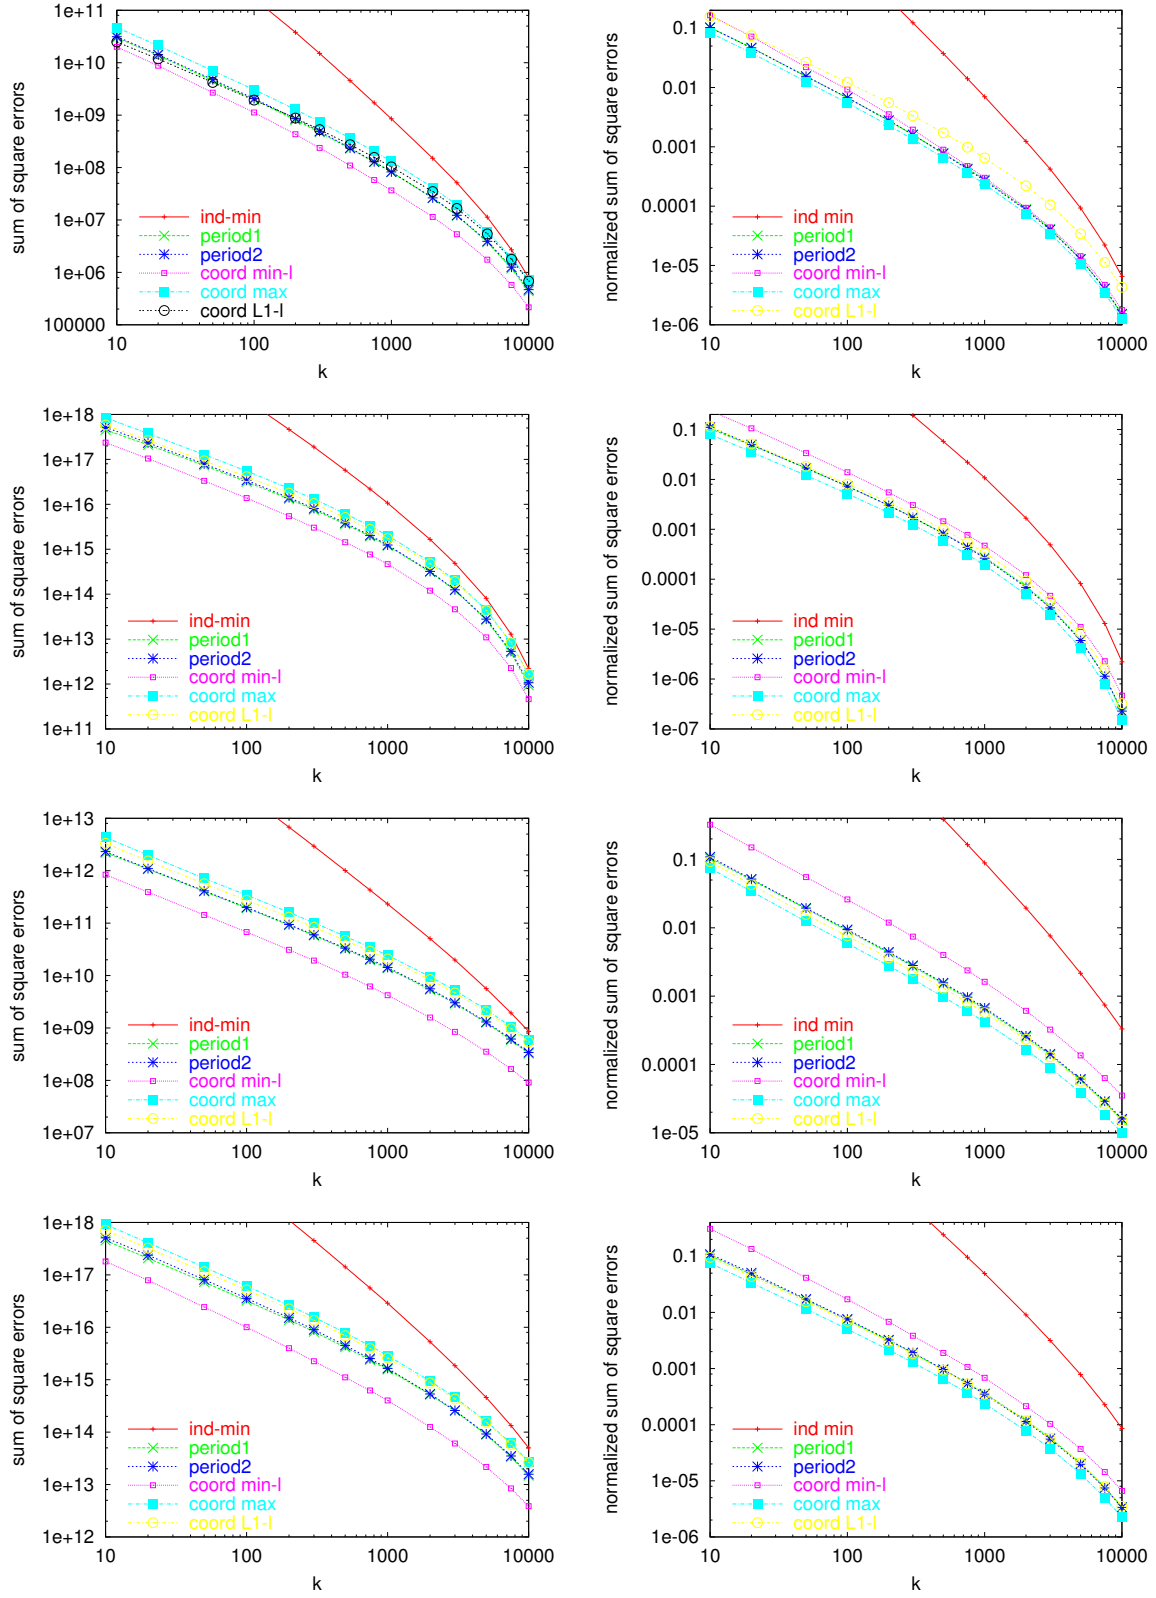 sum of square errors
1e+11
1e+10
1e+09
1e+08
1e+07
1e+06
100000
10 100 1000 10000
k
ind-min
period1
period2
coord min-l
coord max
coord L1-l
normalized sum of square errors
0.1
0.01
0.001
0.0001
1e-05
1e-06
10 100 1000 10000
k
ind min
period1
period2
coord min-l
coord max
coord L1-l
sum of square errors
1e+18
1e+17
1e+16
1e+15
1e+14
1e+13
1e+12
1e+11
10 100 1000 10000
k
ind-min
period1
period2
coord min-l
coord max
coord L1-l
normalized sum of square errors
0.1
0.01
0.001
0.0001
1e-05
1e-06
1e-07
10 100 1000 10000
k
ind min
period1
period2
coord min-l
coord max
coord L1-l
sum of square errors
1e+13
1e+12
1e+11
1e+10
1e+09
1e+08
1e+07
10 100 1000 10000
k
ind-min
period1
period2
coord min-l
coord max
coord L1-l
normalized sum of square errors
0.1
0.01
0.001
0.0001
1e-05
10 100 1000 10000
k
ind min
period1
period2
coord min-l
coord max
coord L1-l
sum of square errors
1e+18
1e+17
1e+16
1e+15
1e+14
1e+13
1e+12
10 100 1000 10000
k
ind-min
period1
period2
coord min-l
coord max
coord L1-l
normalized sum of square errors
0.1
0.01
0.001
0.0001
1e-05
1e-06
10 100 1000 10000
k
ind min
period1
period2
coord min-l
coord max
coord L1-l